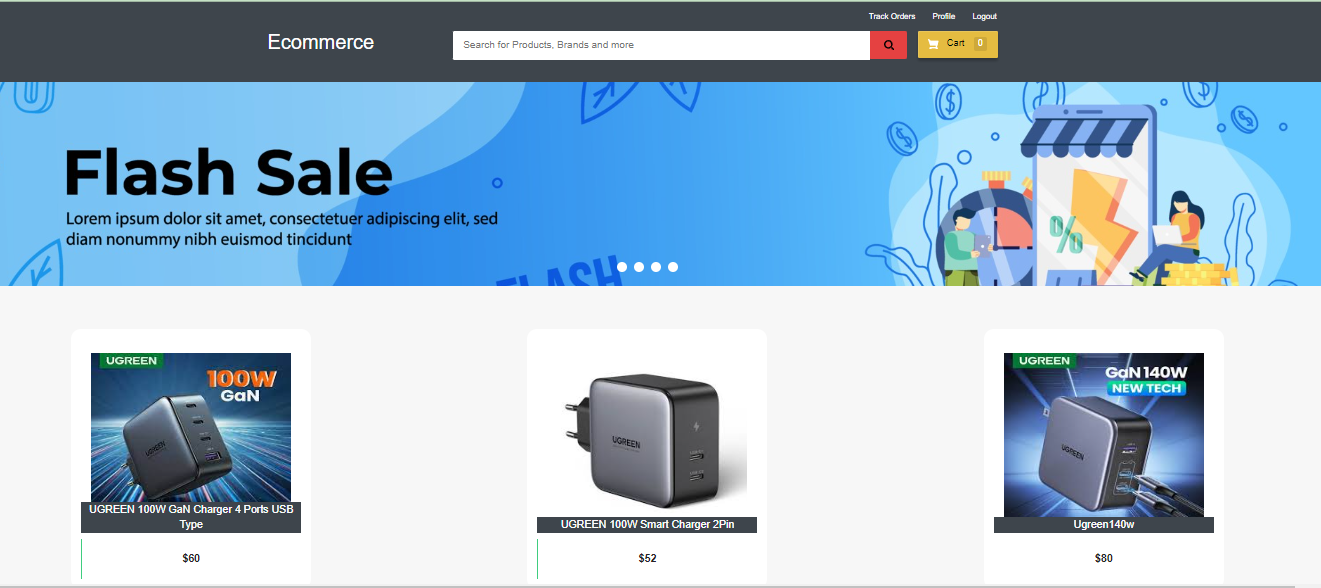 Track Orders Profile Logout
Ecommerce
Search for Products, Brands and more
Cart 0
Flash Sale
Lorem ipsum dolor sit amet, consectetuer adipiscing elit, sed
diam nonummy nibh euismod tincidunt
FLASH
UGREEN
100W
GaN
UGREEN
UGREEN 100W GaN Charger 4 Ports USB
Type
$60
UGREEN
UGREEN 100W Smart Charger 2Pin
$52
UGREEN
GaN 140W
NEW TECH
UGREEN
Ugreen140w
$80